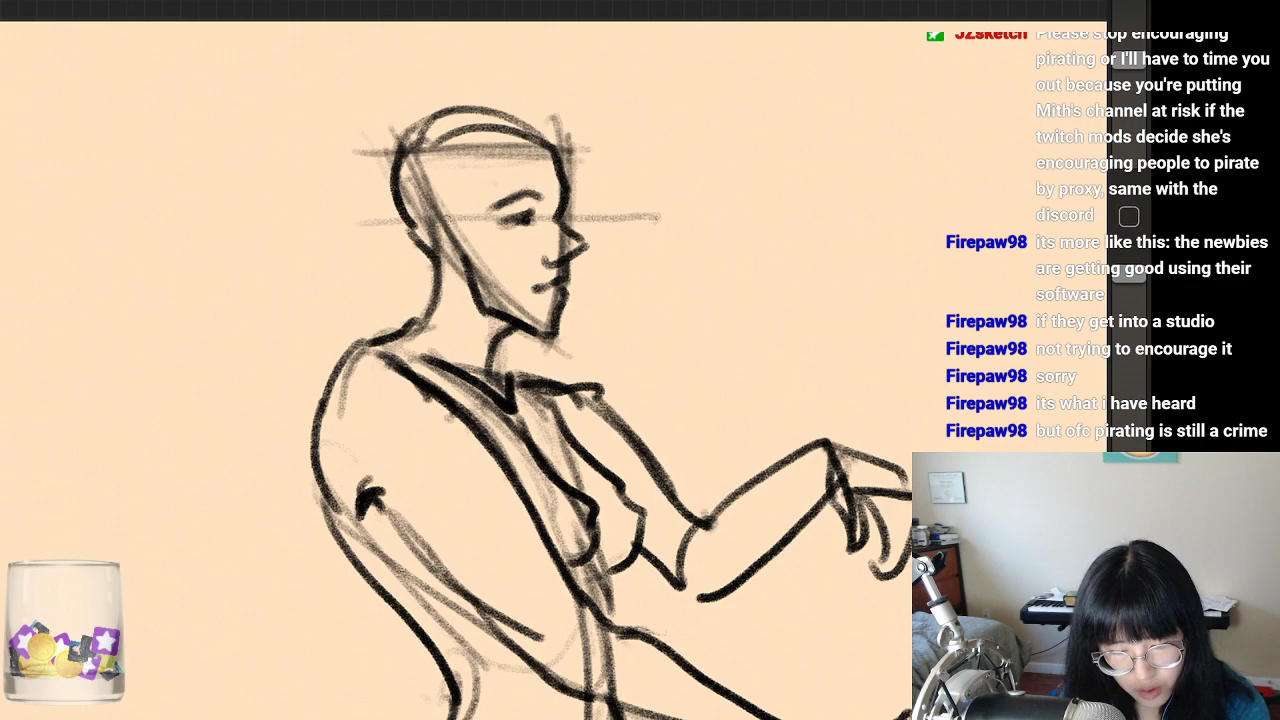 JZsketch Please stop encouraging
pirating or I'll have to time you
out because you're putting
Mith's channel at risk if the
twitch mods decide she's
encouraging people to pirate
by proxy, same with the
discord
Firepaw98 its more like this: the newbies
are getting good using their
software
Firepaw98 if they get into a studio
Firepaw98 not trying to encourage it
Firepaw98 sorry
Firepaw98 its what i have heard
Firepaw98 but ofc pirating is still a crime